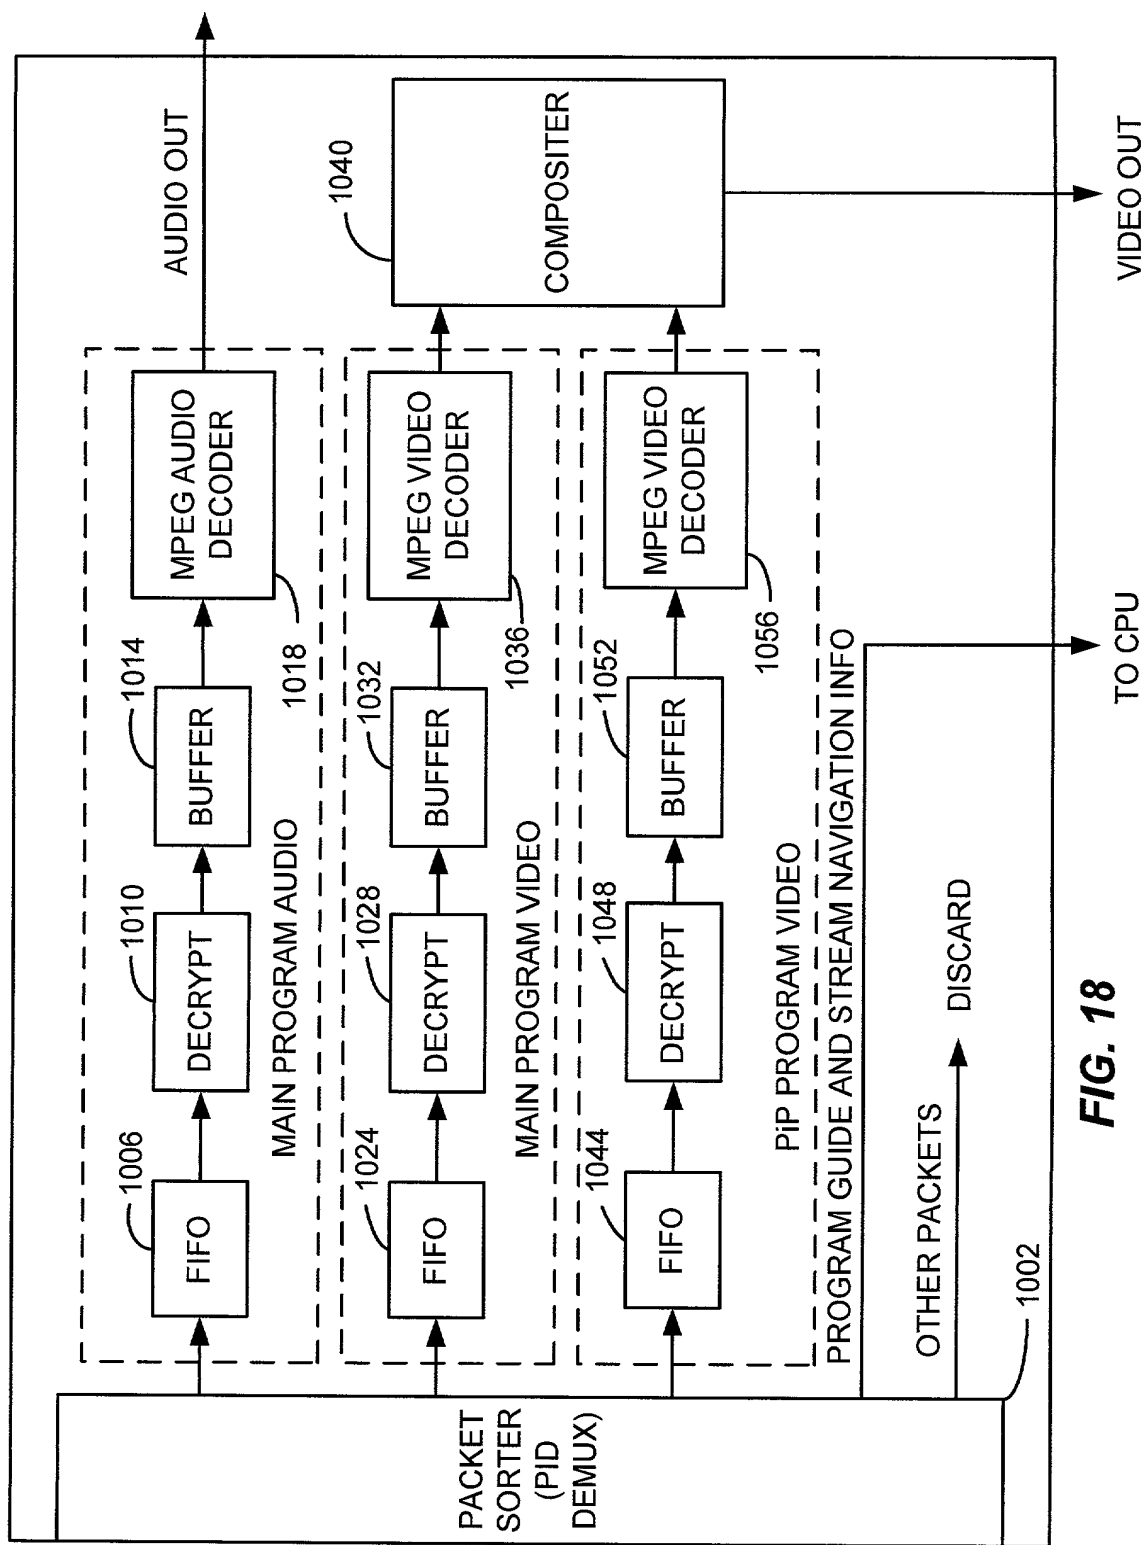 AUDIO OUT
1040
COMPOSITER
VIDEO OUT
PACKET
SORTER
(PID
DEMUX)
1002
1006
FIFO
1010
DECRYPT
1014
BUFFER
MPEG AUDIO
DECODER
1018
MAIN PROGRAM AUDIO
1024
FIFO
1028
DECRYPT
1032
BUFFER
MPEG VIDEO
DECODER
1036
MAIN PROGRAM VIDEO
1044
FIFO
1048
DECRYPT
1052
BUFFER
MPEG VIDEO
DECODER
1056
PiP PROGRAM VIDEO
PROGRAM GUIDE AND STREAM NAVIGATION INFO
TO CPU
OTHER PACKETS
DISCARD
FIG. 18